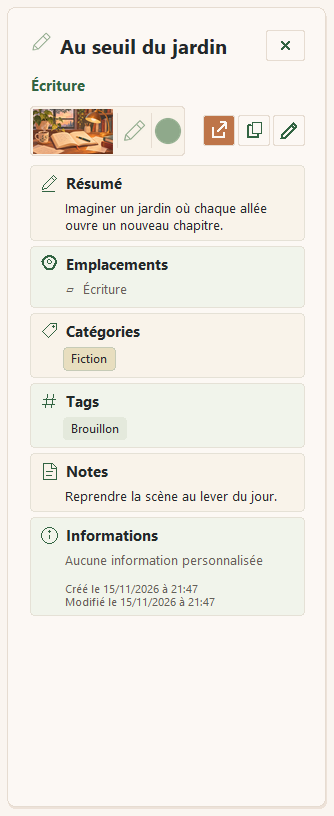 Au seuil du jardin
Écriture
Résumé
Imaginer un jardin où chaque allée
ouvre un nouveau chapitre.
Emplacements
Écriture
Catégories
Fiction
Tags
Brouillon
Notes
Reprendre la scène au lever du jour.
Informations
Aucune information personnalisée
Créé le 15/11/2026 à 21:47
Modifié le 15/11/2026 à 21:47